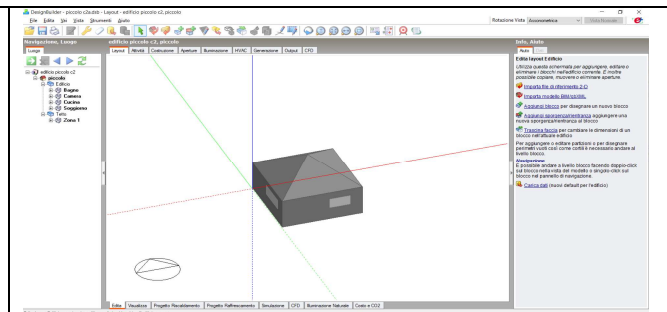 DesignBuilder - piccolo c2a.dsb - Layout - edificio piccolo c2, piccolo
File Edita Vai Vista Strumenti Aiuto
Rotazione Vista Assonometrica
Navigazione, Luogo
edificio piccolo c2, piccolo
Info, Aiuto
Luogo
Layout Attività Costruzione Aperture Illuminazione HVAC Generazione Output CFD
Aiuto
edificio piccolo c2
piccolo
Edificio
Bagno
Camera
Cucina
Soggiorno
Tetto
Zona 1
Edita layout Edificio
Utilizza questa schermata per aggiungere, editare o
eliminare i blocchi nell'edificio corrente. È inoltre
possibile copiare, muovere o eliminare aperture.
Importa file di riferimento 2-D
Importa modello BIM/gbXML
Aggiungi blocco per disegnare un nuovo blocco
Aggiungi sporgenza/rientranza aggiungere una
nuova sporgenza/rientranza al blocco
Trascina faccia per cambiare le dimensioni di un
blocco nell'attuale edificio
Per aggiungere o editare partizioni o per disegnare
perimetri vuoti così come cortili è necessario andare al
livello blocco.
Navigazione
È possibile andare a livello blocco facendo doppio-click
sul blocco nella vista del modello o singolo-click sul
blocco nel pannello di navigazione.
Carica dati (nuovi default per l'edificio)
Edita Visualizza Progetto Riscaldamento Progetto Raffrescamento Simulazione CFD Illuminazione Naturale Costo e CO2